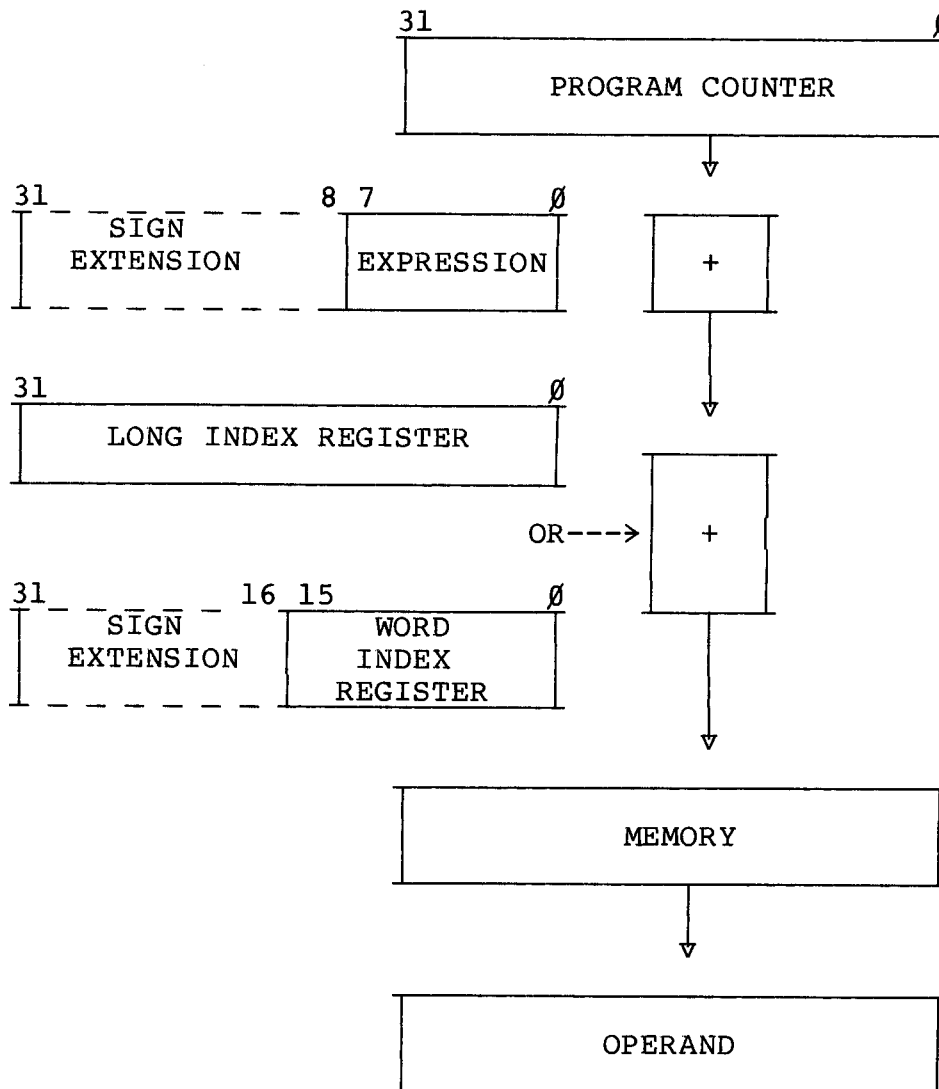 31 Ø
PROGRAM COUNTER
31 8 7 Ø
SIGN
EXTENSION EXPRESSION +
31 Ø
LONG INDEX REGISTER
OR----> +
31 16 15 Ø
SIGN WORD
EXTENSION INDEX
REGISTER
MEMORY
OPERAND